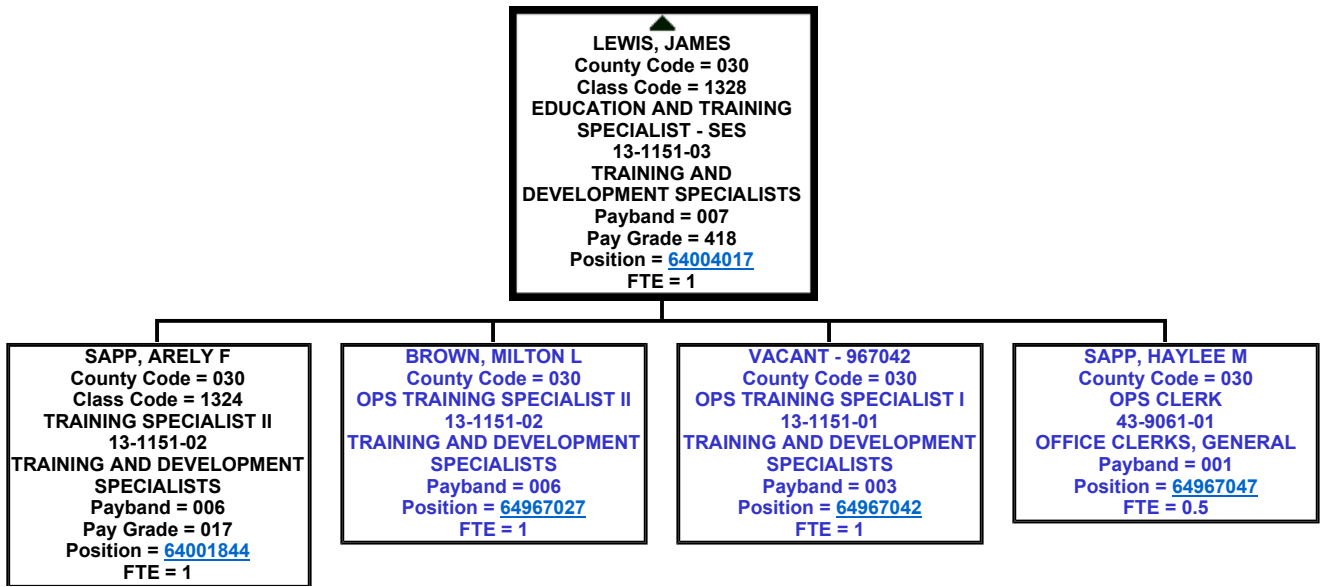 LEWIS, JAMES
County Code = 030
Class Code = 1328
EDUCATION AND TRAINING
SPECIALIST - SES
13-1151-03
TRAINING AND
DEVELOPMENT SPECIALISTS
Payband = 007
Pay Grade = 418
Position = 64004017
FTE = 1
SAPP, ARELY F
County Code = 030
Class Code = 1324
TRAINING SPECIALIST II
13-1151-02
TRAINING AND DEVELOPMENT
SPECIALISTS
Payband = 006
Pay Grade = 017
Position = 64001844
FTE = 1
BROWN, MILTON L
County Code = 030
OPS TRAINING SPECIALIST II
13-1151-02
TRAINING AND DEVELOPMENT
SPECIALISTS
Payband = 006
Position = 64967027
FTE = 1
VACANT - 967042
County Code = 030
OPS TRAINING SPECIALIST I
13-1151-01
TRAINING AND DEVELOPMENT
SPECIALISTS
Payband = 003
Position = 64967042
FTE = 1
SAPP, HAYLEE M
County Code = 030
OPS CLERK
43-9061-01
OFFICE CLERKS, GENERAL
Payband = 001
Position = 64967047
FTE = 0.5